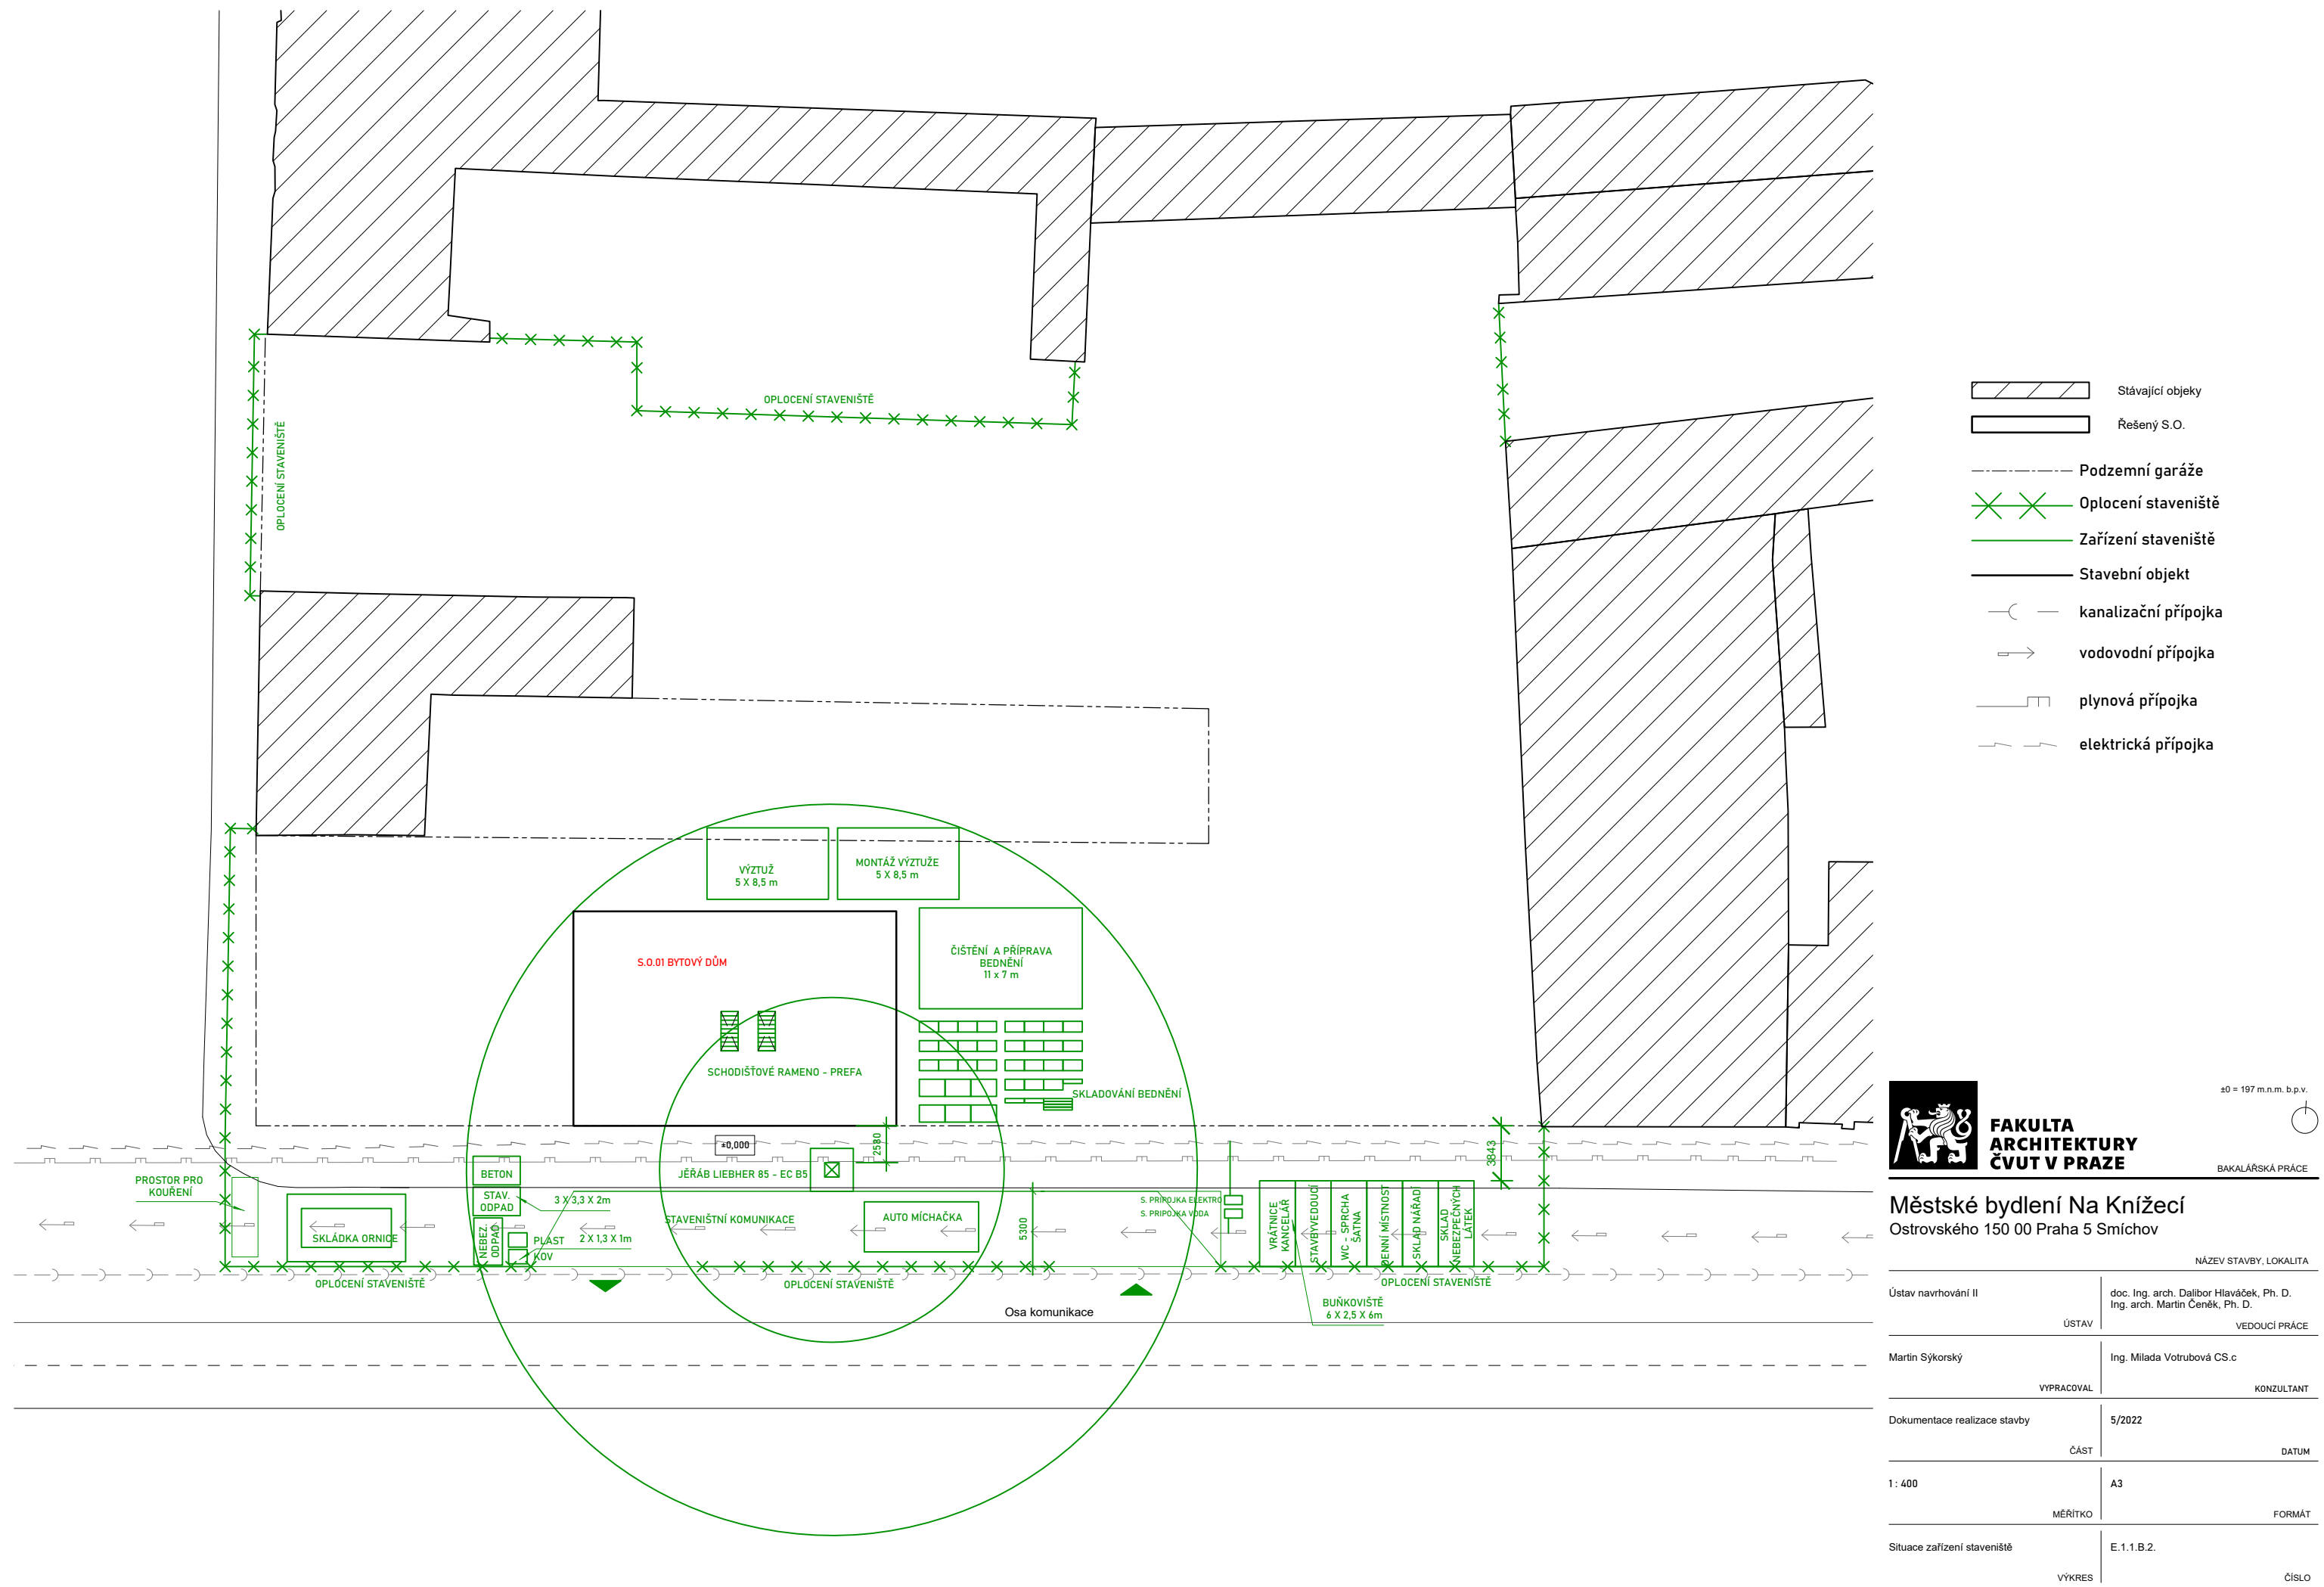 OPLOCENÍ STAVENIŠTĚ
OPLOCENÍ STAVENIŠTĚ
VÝZTUŽ
5 X 8,5 m
MONTÁŽ VÝZTUŽE
5 X 8,5 m
S.O.01 BYTOVÝ DŮM
ČIŠTĚNÍ A PŘÍPRAVA
BEDNĚNÍ
11 x 7 m
SCHODIŠŤOVÉ RAMENO - PREFA
SKLADOVÁNÍ BEDNĚNÍ
±0,000
2580
3843
PROSTOR PRO
KOUŘENÍ
BETON
JĚŘÁB LIEBHER 85 - EC B5
STAV.
ODPAD
3 X 3,3 X 2m
STAVENIŠTNÍ KOMUNIKACE
AUTO MÍCHAČKA
5300
S. PRIPOJKA ELEKTRO
S. PRIPOJKA VODA
SKLÁDKA ORNICE
NEBEZ.
ODPAD
PLAST
2 X 1,3 X 1m
KOV
VRÁTNICE
KANCELÁŘ
STAVBYVEDOUCÍ
WC - SPRCHA
ŠATNA
DENNÍ MÍSTNOST
SKLAD NÁŘADÍ
SKLAD
NEBEZPEČNÝCH
LÁTEK
OPLOCENÍ STAVENIŠTĚ
OPLOCENÍ STAVENIŠTĚ
OPLOCENÍ STAVENIŠTĚ
BUŇKOVIŠTĚ
6 X 2,5 X 6m
Osa komunikace
Stávající objeky
Řešený S.O.
Podzemní garáže
Oplocení staveniště
Zařízení staveniště
Stavební objekt
kanalizační přípojka
vodovodní přípojka
plynová přípojka
elektrická přípojka
±0 = 197 m.n.m. b.p.v.
FAKULTA
ARCHITEKTURY
ČVUT V PRAZE
BAKALÁŘSKÁ PRÁCE
Městské bydlení Na Knížecí
Ostrovského 150 00 Praha 5 Smíchov
NÁZEV STAVBY, LOKALITA
Ústav navrhování II
ÚSTAV
doc. Ing. arch. Dalibor Hlaváček, Ph. D.
Ing. arch. Martin Čeněk, Ph. D.
VEDOUCÍ PRÁCE
Martin Sýkorský
VYPRACOVAL
Ing. Milada Votrubová CS.c
KONZULTANT
Dokumentace realizace stavby
ČÁST
5/2022
DATUM
1 : 400
MĚŘÍTKO
A3
FORMÁT
Situace zařízení staveniště
VÝKRES
E.1.1.B.2.
ČÍSLO